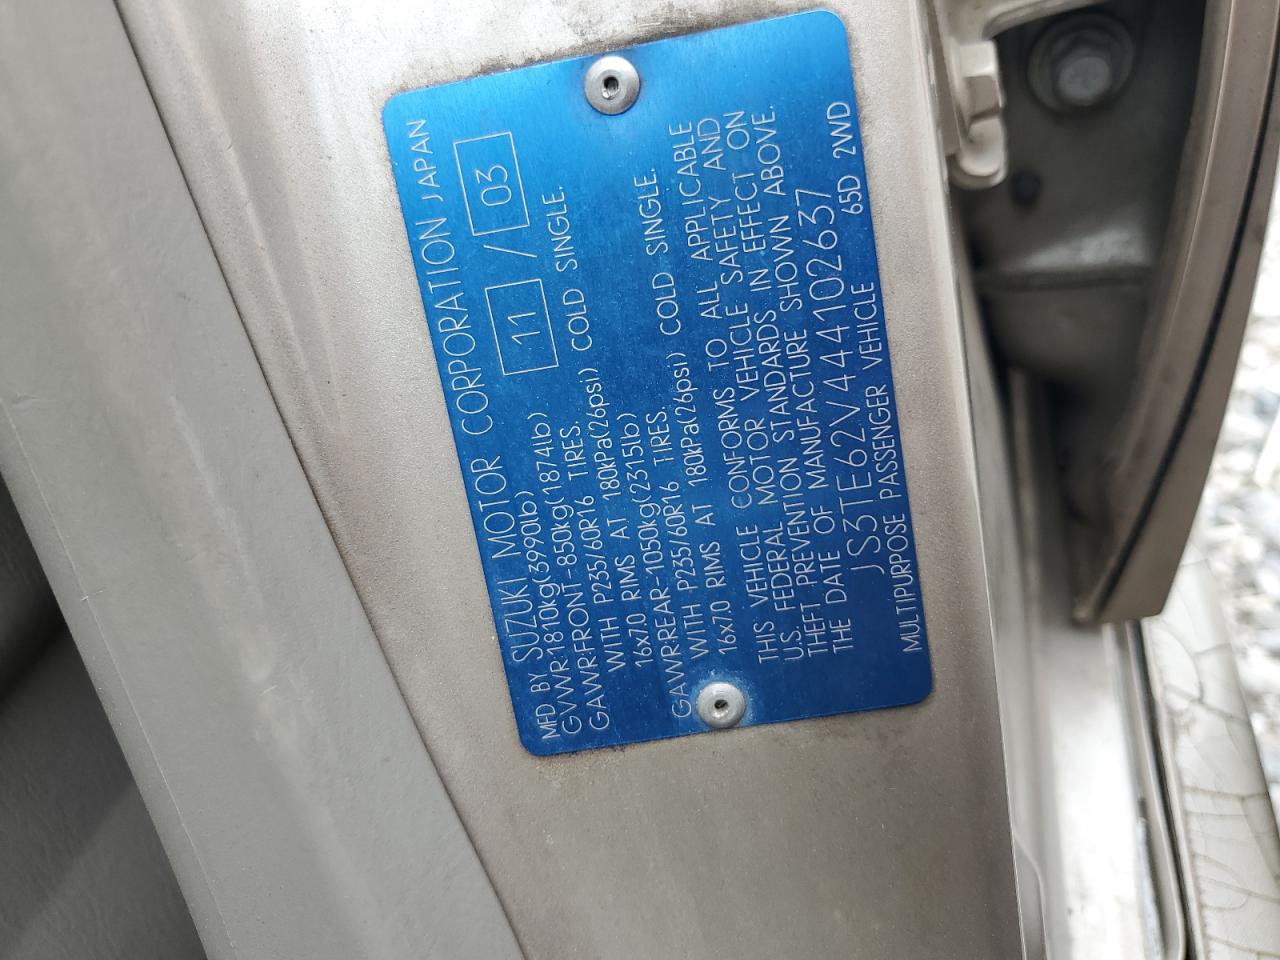 MFD BY SUZUKI MOTOR CORPORATION JAPAN
GVWR:1810kg(3990lb) 11 / 03
GAWR:FRONT-850kg(1874lb)
WITH P235/60R16 TIRES.
16x7.0 RIMS AT 180kPa(26psi) COLD SINGLE.
GAWR:REAR-1050kg(2315lb)
WITH P235/60R16 TIRES.
16x7.0 RIMS AT 180kPa(26psi) COLD SINGLE.
THIS VEHICLE CONFORMS TO ALL APPLICABLE
U.S. FEDERAL MOTOR VEHICLE SAFETY AND
THEFT PREVENTION STANDARDS IN EFFECT ON
THE DATE OF MANUFACTURE SHOWN ABOVE.
JS3TE62V444102637
MULTIPURPOSE PASSENGER VEHICLE 65D 2WD